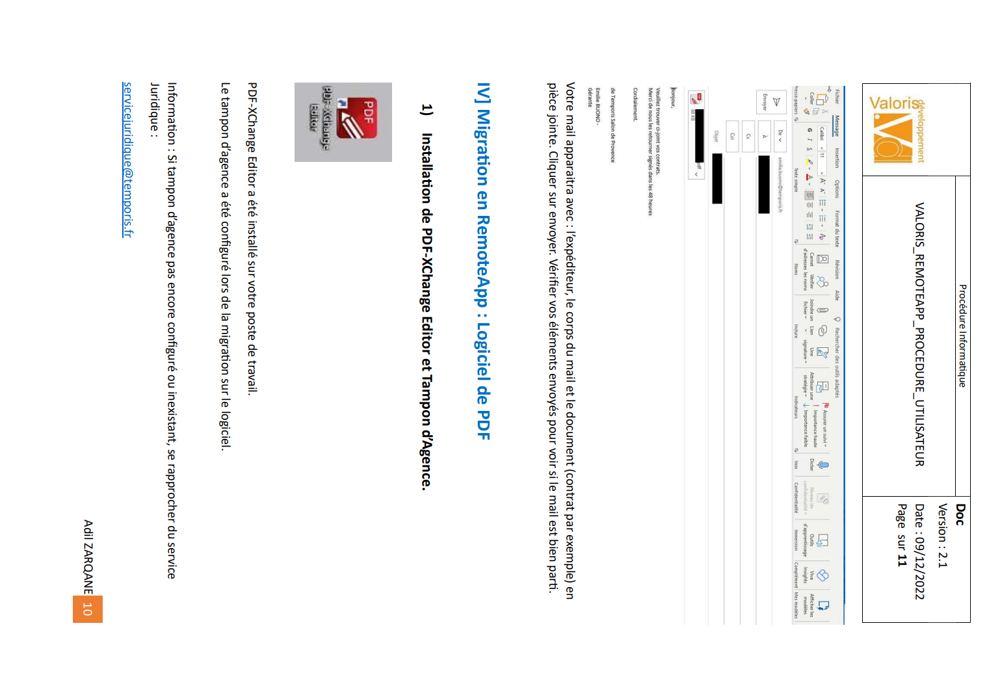 Valoris
développement
Procédure Informatique
VALORIS_REMOTEAPP_PROCEDURE_UTILISATEUR
Doc
Version : 2.1
Date : 09/12/2022
Page sur 11
Fichier Message Insertion Options Format du texte Révision Aide Rechercher des outils adaptés
Coller
Calibri 11
G I S
Carnet d'adresses
Vérifier les noms
Joindre un fichier
Lien
Une signature
Attribuer une stratégie
Assurer un suivi
Importance haute
Importance faible
Dicter
Niveau de confidentialité
Outils d'apprentissage
Viva Insights
Afficher les modèles
Presse-papiers Texte simple Noms Inclure Indicateurs Voix Confidentialité Immersion Complément Mes modèles
Envoyer
De emilie.buono@temporis.fr
À
Cc
Cci
Objet
pdf
88 KB
Bonjour,
Veuillez trouver ci-joint vos contrats.
Merci de nous les retourner signés dans les 48 heures
Cordialement.
de Temporis Salon de Provence
Emilie BUONO -
Gérante
Votre mail apparaitra avec : l'expéditeur, le corps du mail et le document (contrat par exemple) en
pièce jointe. Cliquer sur envoyer. Vérifier vos éléments envoyés pour voir si le mail est bien parti.
IV] Migration en RemoteApp : Logiciel de PDF
1) Installation de PDF-XChange Editor et Tampon d'Agence.
PDF
PDF-XChange
Editor
PDF-XChange Editor a été installé sur votre poste de travail.
Le tampon d'agence a été configuré lors de la migration sur le logiciel.
Information : Si tampon d'agence pas encore configuré ou inexistant, se rapprocher du service
Juridique :
servicejuridique@temporis.fr
Adil ZARQANE 10